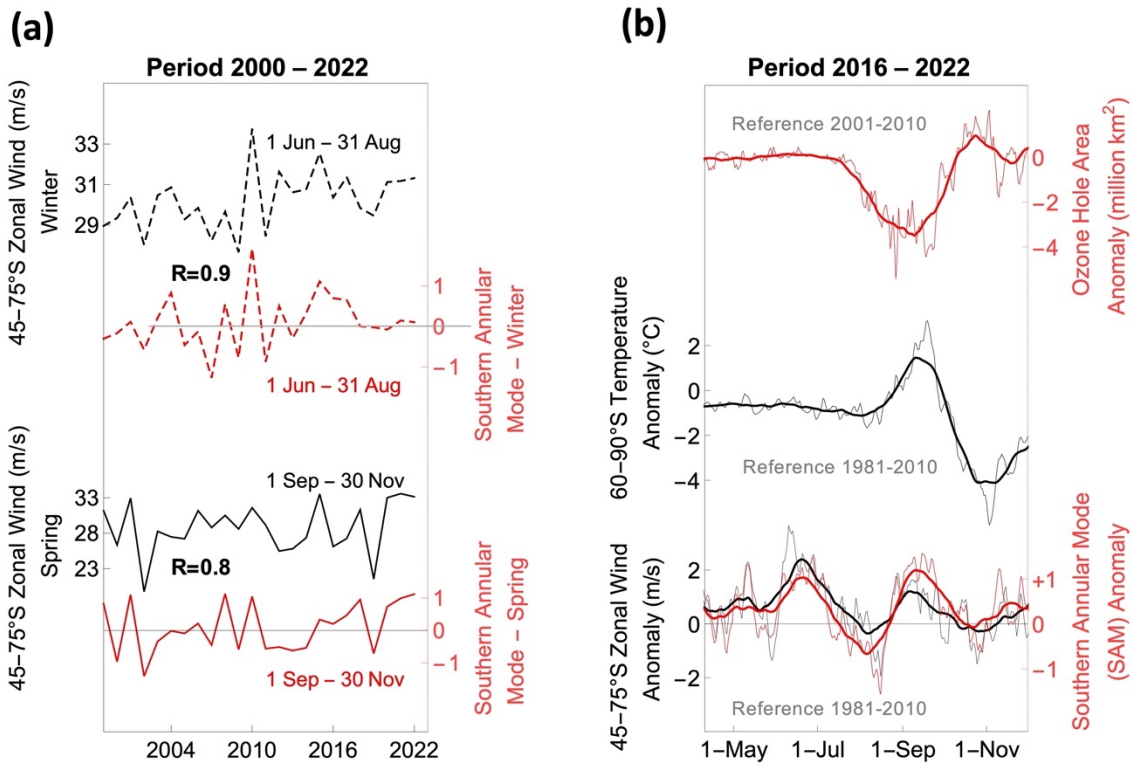 (a)
Period 2000 – 2022
45–75°S Zonal Wind (m/s)
Winter
33
31
29
1 Jun – 31 Aug
R=0.9
1
0
−1
Southern Annular
Mode – Winter
1 Jun – 31 Aug
45–75°S Zonal Wind (m/s)
Spring
33
28
23
1 Sep – 30 Nov
R=0.8
1
0
−1
Southern Annular
Mode – Spring
1 Sep – 30 Nov
2004 2010 2016 2022
(b)
Period 2016 – 2022
Reference 2001-2010
0
−2
−4
Ozone Hole Area
Anomaly (million km²)
60–90°S Temperature
Anomaly (°C)
2
0
−2
−4
Reference 1981-2010
45–75°S Zonal Wind
Anomaly (m/s)
2
0
−2
+1
0
−1
Southern Annular Mode
(SAM) Anomaly
Reference 1981-2010
1−May 1−Jul 1−Sep 1−Nov